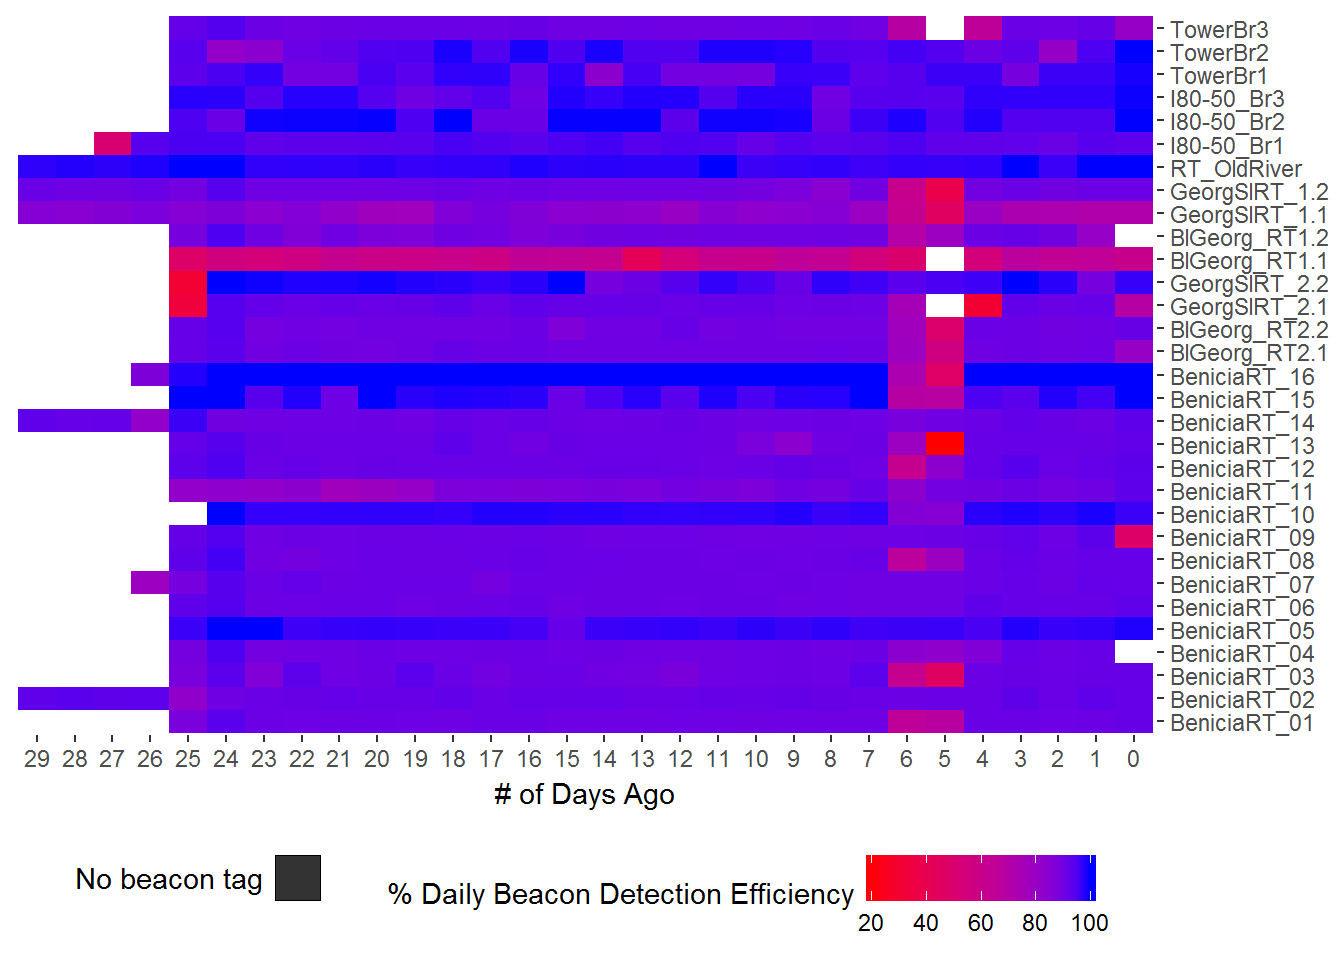 TowerBr3
TowerBr2
TowerBr1
I80-50_Br3
I80-50_Br2
I80-50_Br1
RT_OldRiver
GeorgSlRT_1.2
GeorgSlRT_1.1
BlGeorg_RT1.2
BlGeorg_RT1.1
GeorgSlRT_2.2
GeorgSlRT_2.1
BlGeorg_RT2.2
BlGeorg_RT2.1
BeniciaRT_16
BeniciaRT_15
BeniciaRT_14
BeniciaRT_13
BeniciaRT_12
BeniciaRT_11
BeniciaRT_10
BeniciaRT_09
BeniciaRT_08
BeniciaRT_07
BeniciaRT_06
BeniciaRT_05
BeniciaRT_04
BeniciaRT_03
BeniciaRT_02
BeniciaRT_01
29 28 27 26 25 24 23 22 21 20 19 18 17 16 15 14 13 12 11 10 9 8 7 6 5 4 3 2 1 0
# of Days Ago
No beacon tag
% Daily Beacon Detection Efficiency
20 40 60 80 100